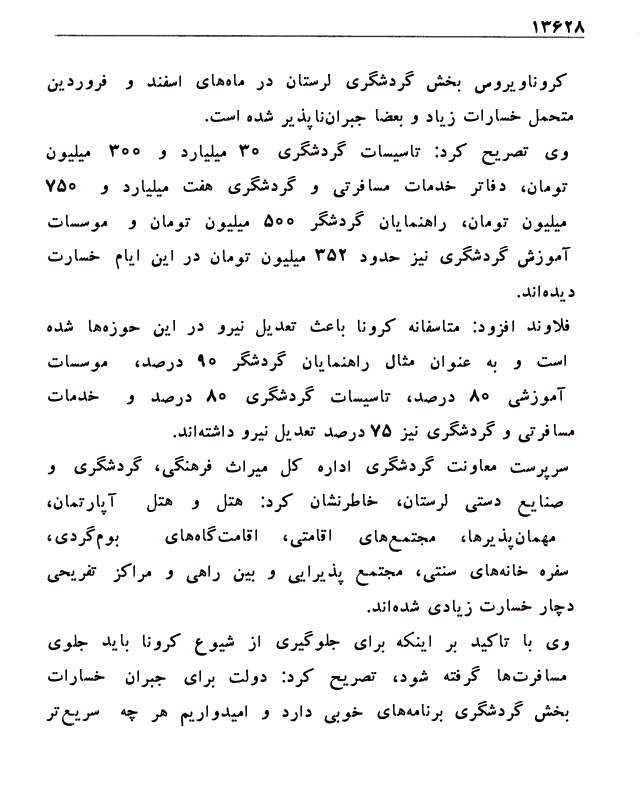 ۱۳۶۲۸
کروناویروس بخش گردشگری لرستان در ماه‌های اسفند و فروردین
متحمل خسارات زیاد و بعضا جبران‌ناپذیر شده است.
وی تصریح کرد: تاسیسات گردشگری ۳۰ میلیارد و ۳۰۰ میلیون
تومان، دفاتر خدمات مسافرتی و گردشگری هفت میلیارد و ۷۵۰
میلیون تومان، راهنمایان گردشگر ۵۰۰ میلیون تومان و موسسات
آموزش گردشگری نیز حدود ۳۵۲ میلیون تومان در این ایام خسارت
دیده‌اند.
فلاوند افزود: متاسفانه کرونا باعث تعدیل نیرو در این حوزه‌ها شده
است و به عنوان مثال راهنمایان گردشگر ۹۰ درصد، موسسات
آموزشی ۸۰ درصد، تاسیسات گردشگری ۸۰ درصد و خدمات
مسافرتی و گردشگری نیز ۷۵ درصد تعدیل نیرو داشته‌اند.
سرپرست معاونت گردشگری اداره کل میراث فرهنگی، گردشگری و
صنایع دستی لرستان، خاطرنشان کرد: هتل و هتل آپارتمان،
مهمان‌پذیرها، مجتمع‌های اقامتی، اقامت‌گاه‌های بوم‌گردی،
سفره خانه‌های سنتی، مجتمع پذیرایی و بین راهی و مراکز تفریحی
دچار خسارت زیادی شده‌اند.
وی با تاکید بر اینکه برای جلوگیری از شیوع کرونا باید جلوی
مسافرت‌ها گرفته شود، تصریح کرد: دولت برای جبران خسارات
بخش گردشگری برنامه‌های خوبی دارد و امیدواریم هر چه سریع‌تر